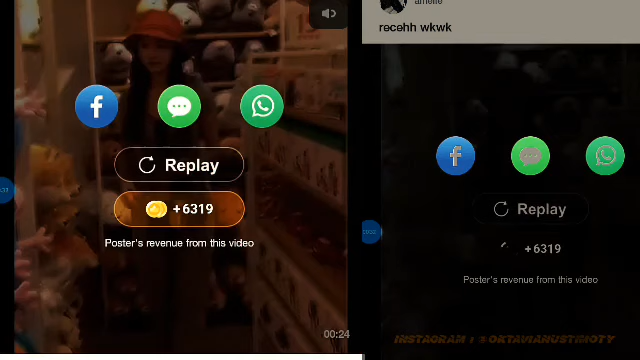 Replay
+6319
Poster's revenue from this video
00:24
amelie
recehh wkwk
Replay
+6319
Poster's revenue from this video
INSTAGRAM : @OKTAVIANUSTIMOTY